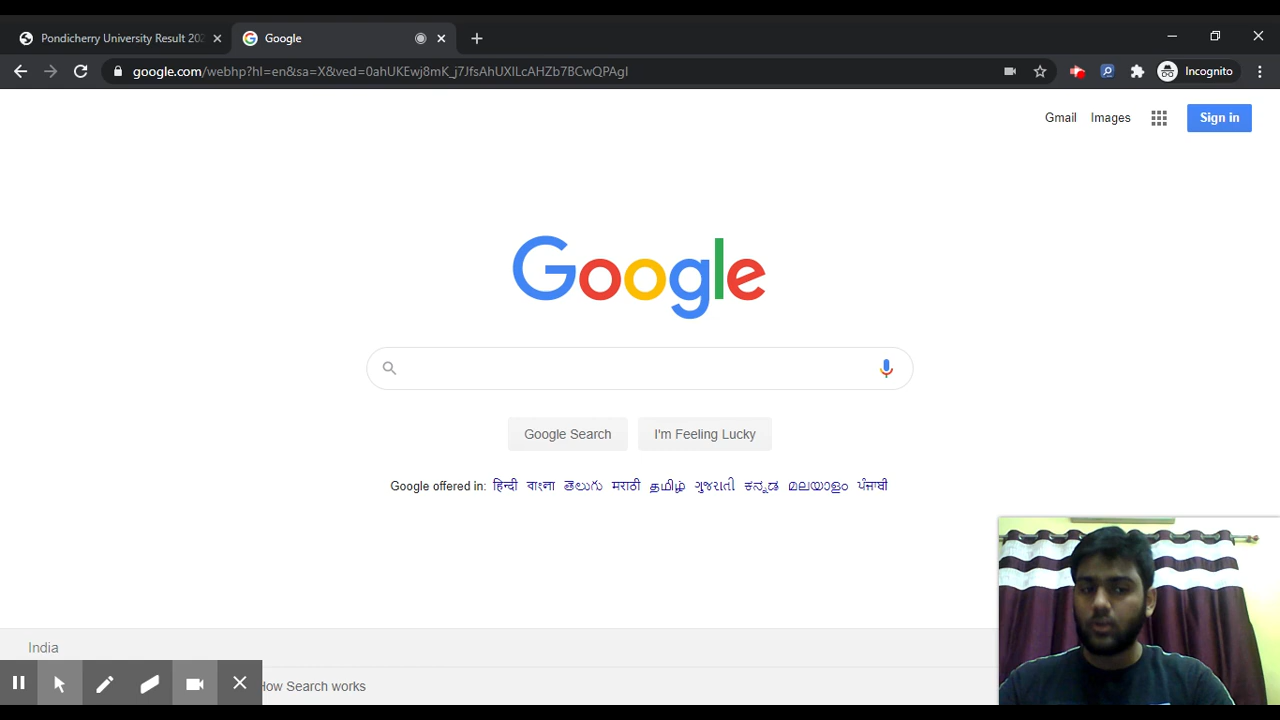 Pondicherry University Result 202
Google
google.com/webhp?hl=en&sa=X&ved=0ahUKEwj8mK_j7JfsAhUXILcAHZb7BCwQPAgI
Incognito
Gmail Images Sign in
Google
Google Search I'm Feeling Lucky
Google offered in: हिन्दी বাংলা తెలుగు मराठी தமிழ் ગુજરાતી ಕನ್ನಡ മലയാളം ਪੰਜਾਬੀ
India
How Search works